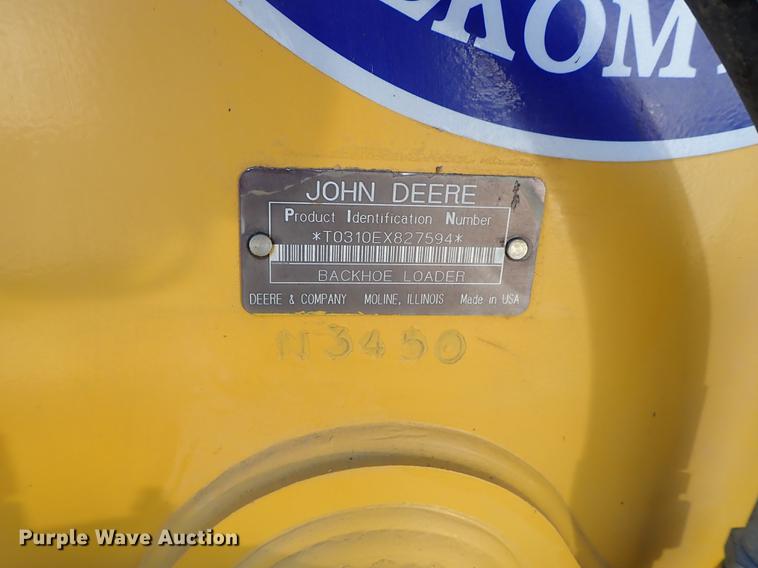 KOM
JOHN DEERE
Product Identification Number
*T0310EX827594*
BACKHOE LOADER
DEERE & COMPANY MOLINE, ILLINOIS Made in USA
N3450
Purple Wave Auction